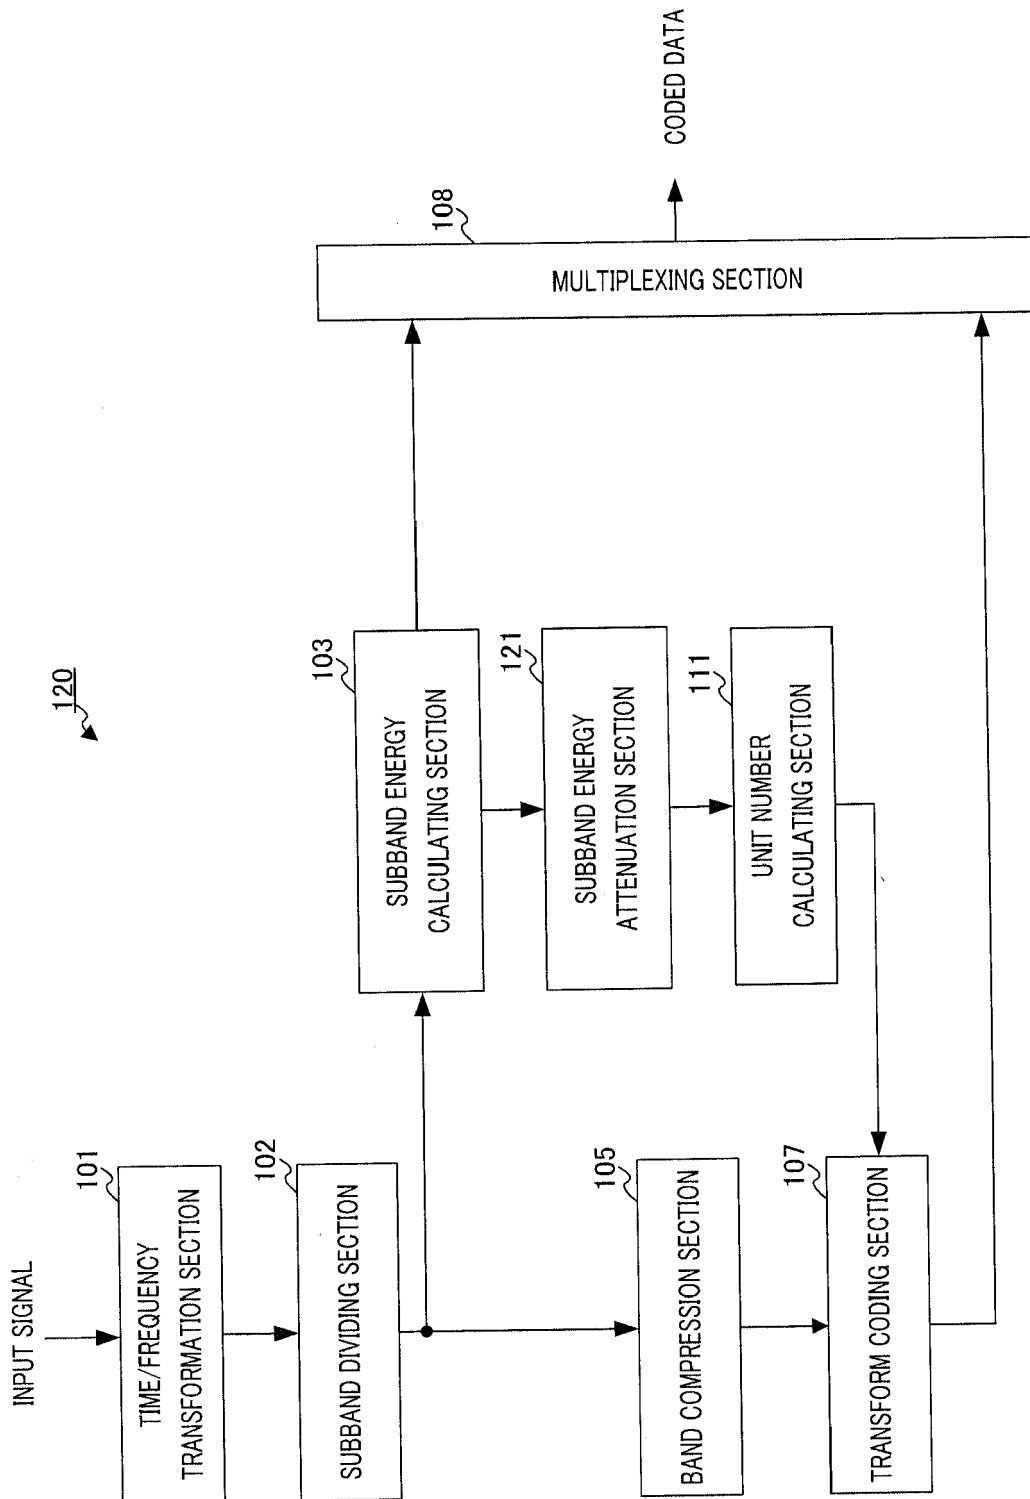 120
INPUT SIGNAL
101
TIME/FREQUENCY
TRANSFORMATION SECTION
102
SUBBAND DIVIDING SECTION
103
SUBBAND ENERGY
CALCULATING SECTION
121
SUBBAND ENERGY
ATTENUATION SECTION
111
UNIT NUMBER
CALCULATING SECTION
105
BAND COMPRESSION SECTION
107
TRANSFORM CODING SECTION
108
MULTIPLEXING SECTION
CODED DATA